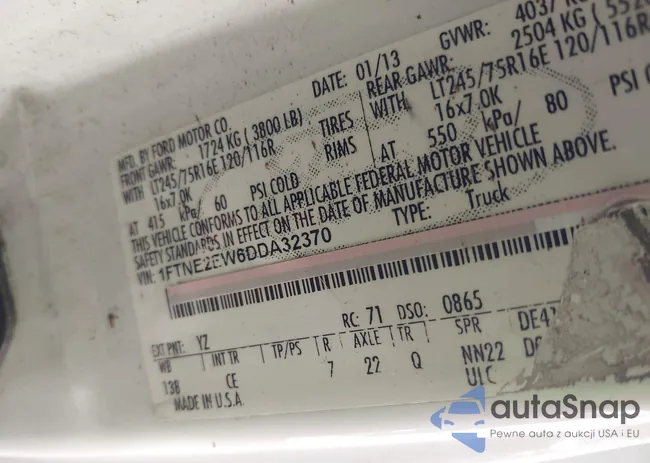 MFD. BY FORD MOTOR CO. DATE: 01/13 GVWR: 4037 K
FRONT GAWR: 1724 KG ( 3800 LB) REAR GAWR: 2504 KG ( 552
WITH LT245/75R16E 120/116R TIRES WITH LT245/75R16E 120/116R
16x7.0K RIMS 16x7.0K
AT 415 kPa/ 60 PSI COLD AT 550 kPa/ 80 PSI C
THIS VEHICLE CONFORMS TO ALL APPLICABLE FEDERAL MOTOR VEHICLE
SAFETY STANDARDS IN EFFECT ON THE DATE OF MANUFACTURE SHOWN ABOVE.
VIN: 1FTNE2EW6DDA32370 TYPE: Truck
EXT PNT: YZ RC: 71 DSO: 0865
WB INT TR TP/PS R AXLE TR SPR DE4
138 CE 7 22 Q NN22
ULC
MADE IN U.S.A.
autaSnap
Pewne auta z aukcji USA i EU